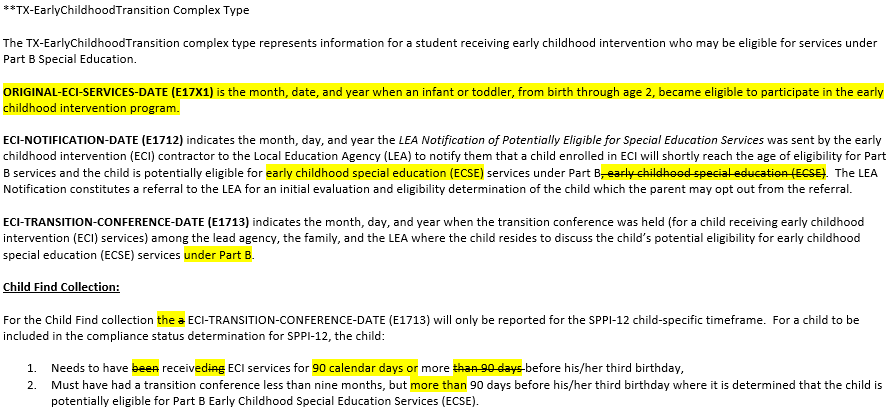 **TX-EarlyChildhoodTransition Complex Type
The TX-EarlyChildhoodTransition complex type represents information for a student receiving early childhood intervention who may be eligible for services under
Part B Special Education.
ORIGINAL-ECI-SERVICES-DATE (E17X1) is the month, date, and year when an infant or toddler, from birth through age 2, became eligible to participate in the early
childhood intervention program.
ECI-NOTIFICATION-DATE (E1712) indicates the month, day, and year the LEA Notification of Potentially Eligible for Special Education Services was sent by the early
childhood intervention (ECI) contractor to the Local Education Agency (LEA) to notify them that a child enrolled in ECI will shortly reach the age of eligibility for Part
B services and the child is potentially eligible for early childhood special education (ECSE) services under Part B, early childhood special education (ECSE). The LEA
Notification constitutes a referral to the LEA for an initial evaluation and eligibility determination of the child which the parent may opt out from the referral.
ECI-TRANSITION-CONFERENCE-DATE (E1713) indicates the month, day, and year when the transition conference was held (for a child receiving early childhood
intervention (ECI) services) among the lead agency, the family, and the LEA where the child resides to discuss the child's potential eligibility for early childhood
special education (ECSE) services under Part B.
Child Find Collection:
For the Child Find collection the a ECI-TRANSITION-CONFERENCE-DATE (E1713) will only be reported for the SPPI-12 child-specific timeframe. For a child to be
included in the compliance status determination for SPPI-12, the child:
1. Needs to have been receiveding ECI services for 90 calendar days or more than 90 days before his/her third birthday,
2. Must have had a transition conference less than nine months, but more than 90 days before his/her third birthday where it is determined that the child is
potentially eligible for Part B Early Childhood Special Education Services (ECSE).